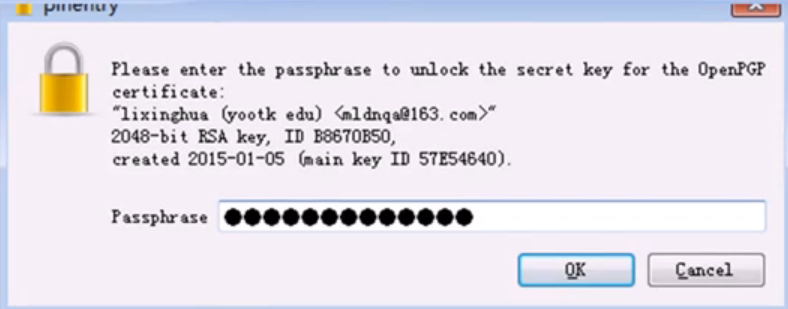 pinentry
Please enter the passphrase to unlock the secret key for the OpenPGP
certificate:
"lixinghua (yootk edu) <mldnqa@163.com>"
2048-bit RSA key, ID B8670B50,
created 2015-01-05 (main key ID 57E54640).
Passphrase ●●●●●●●●●●●●●
OK
Cancel